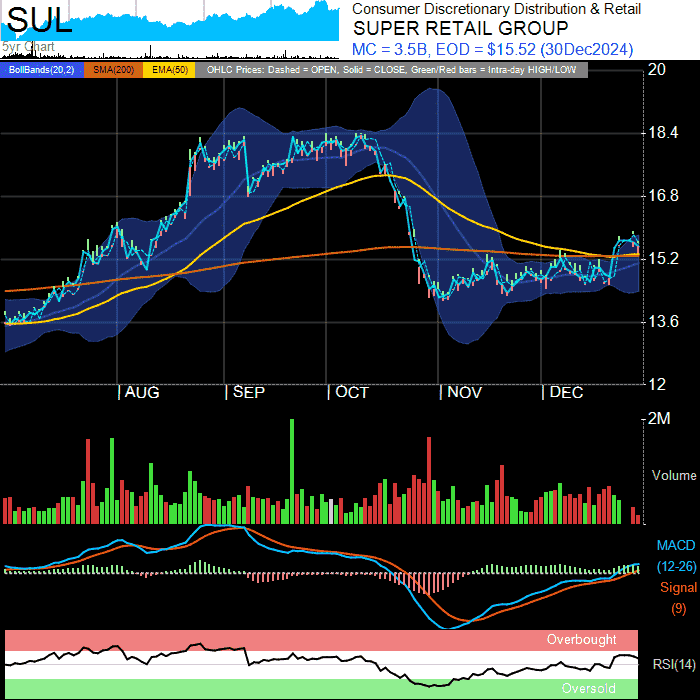 SUL
5yr Chart
Consumer Discretionary Distribution & Retail
SUPER RETAIL GROUP
MC = 3.5B, EOD = $15.52 (30Dec2024)
BollBands(20,2) SMA(200) EMA(50) OHLC Prices: Dashed = OPEN, Solid = CLOSE, Green/Red bars = Intra-day HIGH/LOW
20
18.4
16.8
15.2
13.6
12
AUG SEP OCT NOV DEC
2M
Volume
MACD
(12-26)
Signal
(9)
Overbought
RSI(14)
Oversold